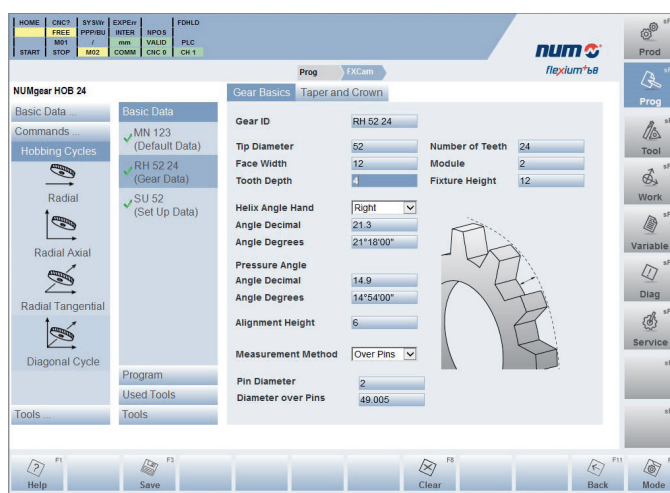 HOME CNC? SYSWr EXPErr FDHLD
FREE PPP/BU INTER NPOS
M01 / mm VALID PLC
START STOP M02 COMM CNC 0 CH 1
num
flexium+68
Prog FXCam
NUMgear HOB 24
Basic Data ...
Commands ...
Hobbing Cycles
Radial
Radial Axial
Radial Tangential
Diagonal Cycle
Tools ...
Basic Data
MN 123
(Default Data)
RH 52 24
(Gear Data)
SU 52
(Set Up Data)
Program
Used Tools
Tools
Gear Basics Taper and Crown
Gear ID RH 52 24
Tip Diameter 52 Number of Teeth 24
Face Width 12 Module 2
Tooth Depth 4 Fixture Height 12
Helix Angle Hand Right
Angle Decimal 21.3
Angle Degrees 21°18'00"
Pressure Angle
Angle Decimal 14.9
Angle Degrees 14°54'00"
Alignment Height 6
Measurement Method Over Pins
Pin Diameter 2
Diameter over Pins 49.005
Prod
Prog
Tool
Work
Variable
Diag
Service
F1 F3 F8 F11
Help Save Clear Back Mode